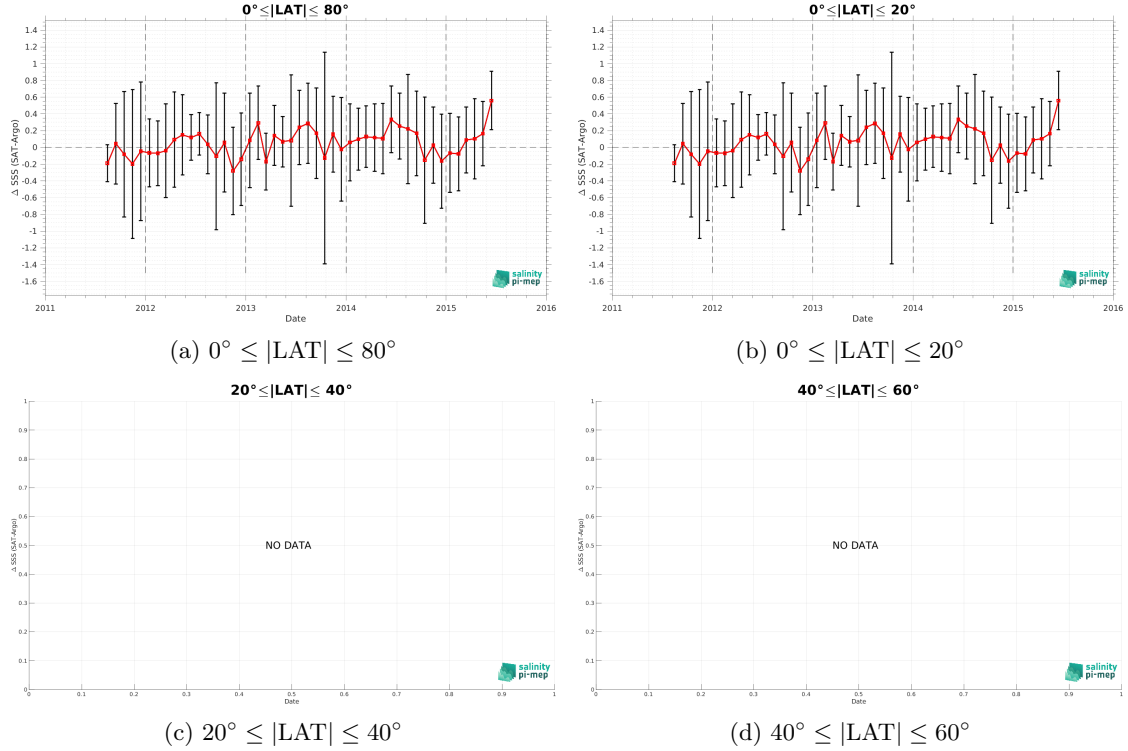 0°≤|LAT|≤ 80°
1.4
1.2
1
0.8
0.6
0.4
0.2
0
-0.2
-0.4
-0.6
-0.8
-1
-1.2
-1.4
-1.6
Δ SSS (SAT-Argo)
2011 2012 2013 2014 2015 2016
Date
salinity
pi-mep
(a) 0° ≤ |LAT| ≤ 80°
0°≤|LAT|≤ 20°
1.4
1.2
1
0.8
0.6
0.4
0.2
0
-0.2
-0.4
-0.6
-0.8
-1
-1.2
-1.4
-1.6
Δ SSS (SAT-Argo)
2011 2012 2013 2014 2015 2016
Date
salinity
pi-mep
(b) 0° ≤ |LAT| ≤ 20°
20°≤|LAT|≤ 40°
1
0.9
0.8
0.7
0.6
0.5
0.4
0.3
0.2
0.1
0
Δ SSS (SAT-Argo)
NO DATA
0 0.1 0.2 0.3 0.4 0.5 0.6 0.7 0.8 0.9 1
Date
salinity
pi-mep
(c) 20° ≤ |LAT| ≤ 40°
40°≤|LAT|≤ 60°
1
0.9
0.8
0.7
0.6
0.5
0.4
0.3
0.2
0.1
0
Δ SSS (SAT-Argo)
NO DATA
0 0.1 0.2 0.3 0.4 0.5 0.6 0.7 0.8 0.9 1
Date
salinity
pi-mep
(d) 40° ≤ |LAT| ≤ 60°